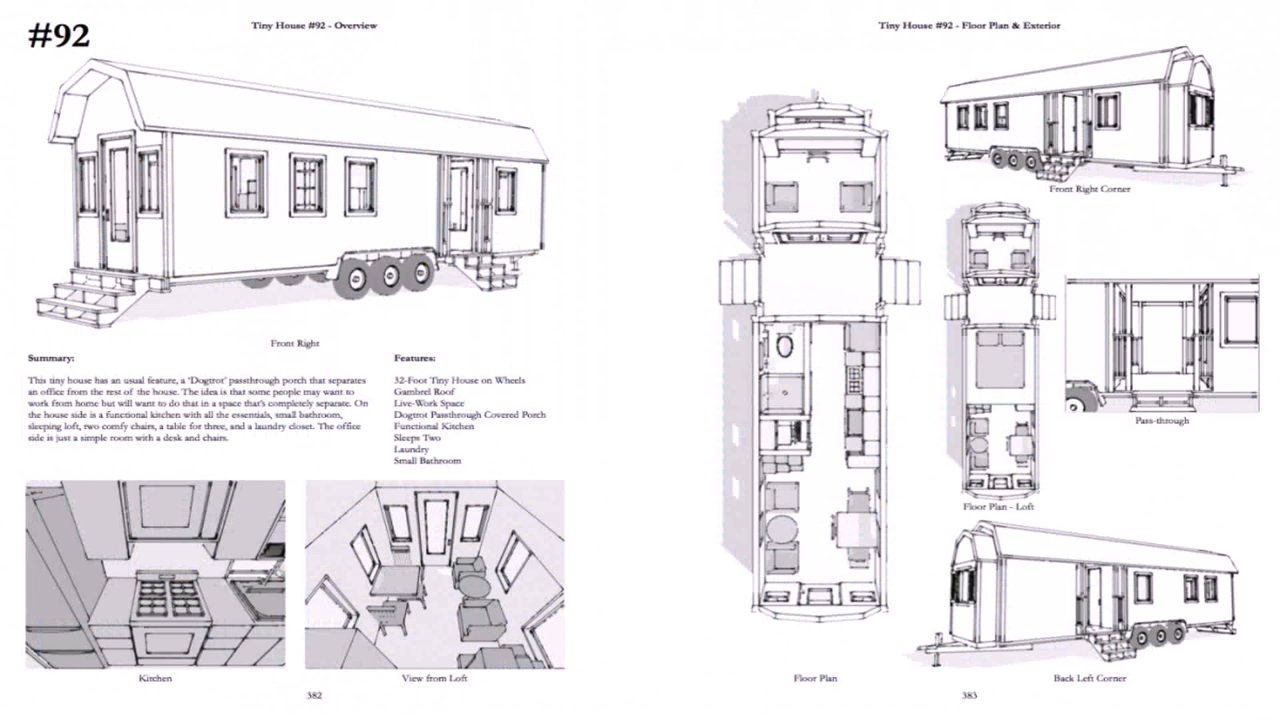 #92
Tiny House #92 - Overview
Front Right
Summary:
This tiny house has an usual feature, a 'Dogtrot' passthrough porch that separates
an office from the rest of the house. The idea is that some people may want to
work from home but will want to do that in a space that's completely separate. On
the house side is a functional kitchen with all the essentials, small bathroom,
sleeping loft, two comfy chairs, a table for three, and a laundry closet. The office
side is just a simple room with a desk and chairs.
Features:
32-Foot Tiny House on Wheels
Gambrel Roof
Live-Work Space
Dogtrot Passthrough Covered Porch
Functional Kitchen
Sleeps Two
Laundry
Small Bathroom
Kitchen
View from Loft
382
Tiny House #92 - Floor Plan & Exterior
Front Right Corner
Pass-through
Floor Plan - Loft
Floor Plan
Back Left Corner
383